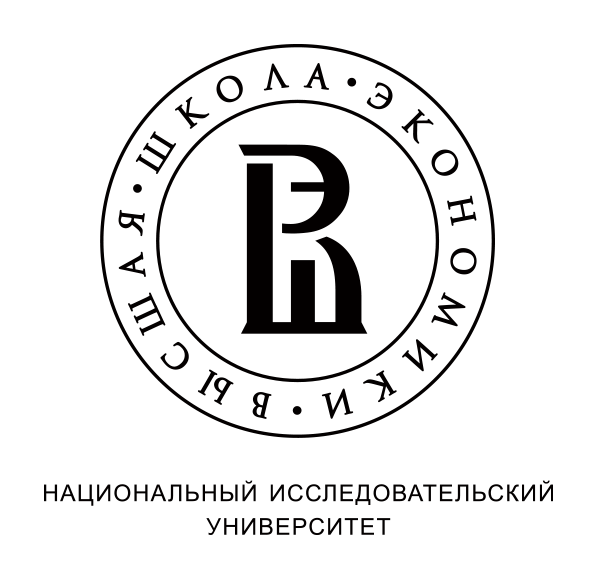 ВЫСШАЯ · ШКОЛА · ЭКОНОМИКИ ·
НАЦИОНАЛЬНЫЙ ИССЛЕДОВАТЕЛЬСКИЙ
УНИВЕРСИТЕТ